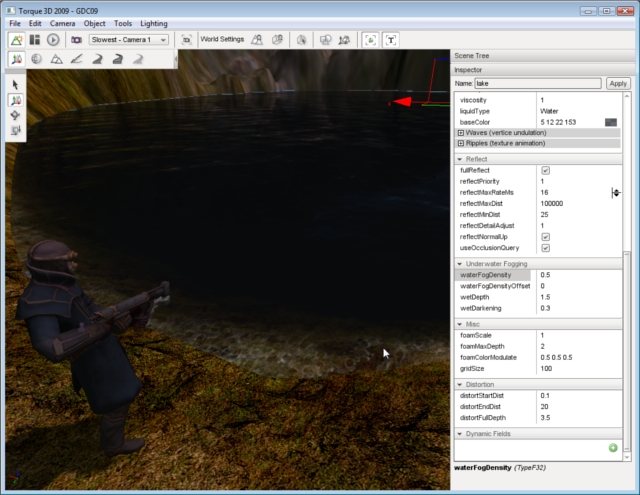 Torque 3D 2009 - GDC09
File Edit Camera Object Tools Lighting
Slowest - Camera 1 World Settings T
Scene Tree
Inspector
Name: lake Apply
viscosity 1
liquidType Water
baseColor 5 12 22 153
Waves (vertice undulation)
Ripples (texture animation)
Reflect
fullReflect
reflectPriority 1
reflectMaxRateMs 16
reflectMaxDist 100000
reflectMinDist 25
reflectDetailAdjust 1
reflectNormalUp
useOcclusionQuery
Underwater Fogging
waterFogDensity 0.5
waterFogDensityOffset 0
wetDepth 1.5
wetDarkening 0.3
Misc
foamScale 1
foamMaxDepth 2
foamColorModulate 0.5 0.5 0.5
gridSize 100
Distortion
distortStartDist 0.1
distortEndDist 20
distortFullDepth 3.5
Dynamic Fields
waterFogDensity (TypeF32)